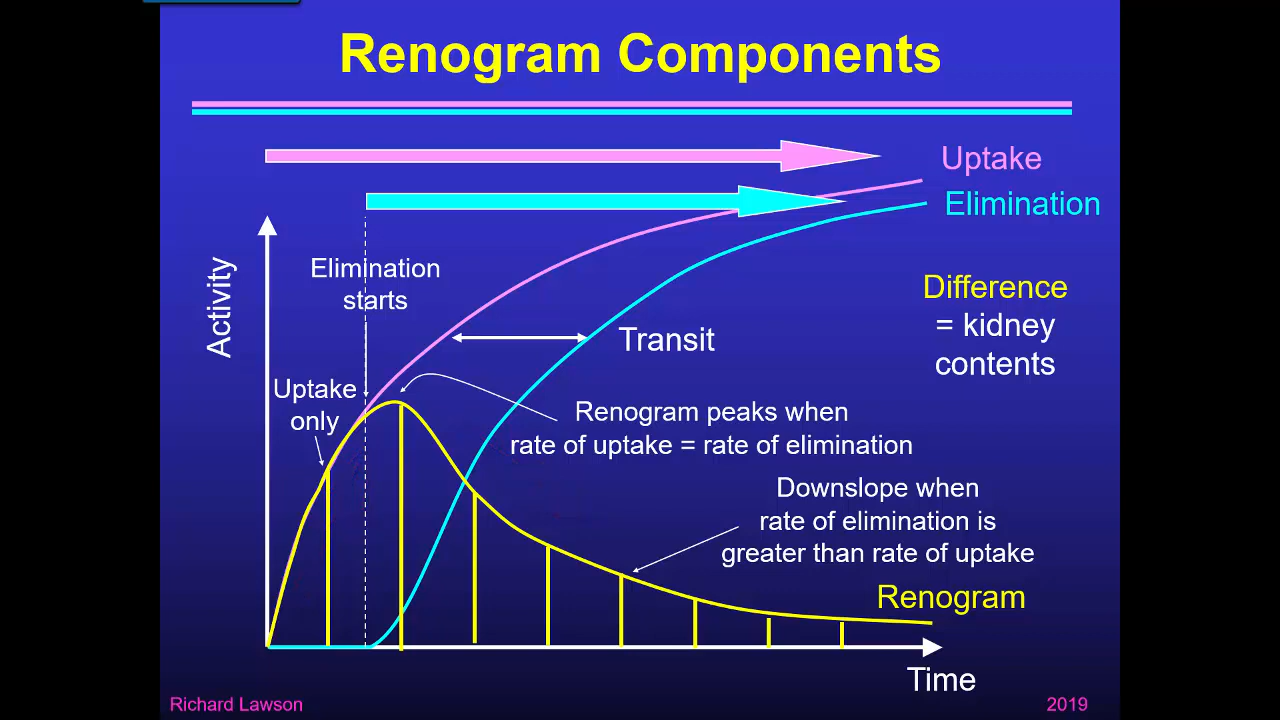 Renogram Components
Uptake
Elimination
Activity
Elimination
starts
Difference
= kidney
contents
Transit
Uptake
only
Renogram peaks when
rate of uptake = rate of elimination
Downslope when
rate of elimination is
greater than rate of uptake
Renogram
Time
Richard Lawson
2019